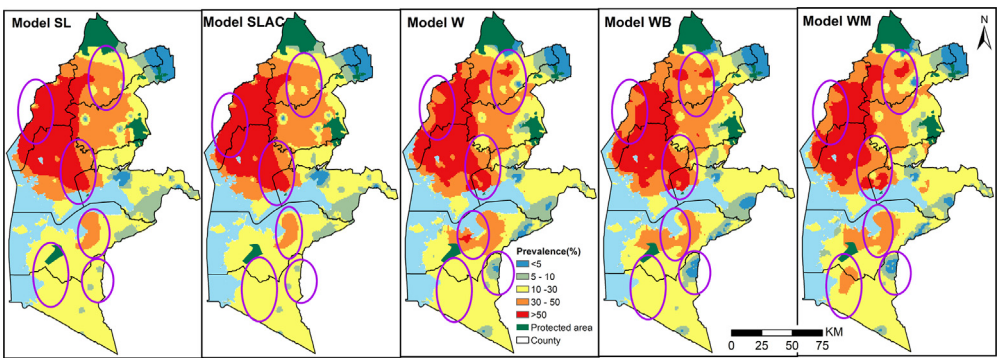 Model SL
Model SLAC
Model W
Model WB
Model WM
N
Prevalence(%)
<5
5 - 10
10 -30
30 - 50
>50
Protected area
County
KM
0 25 50 75